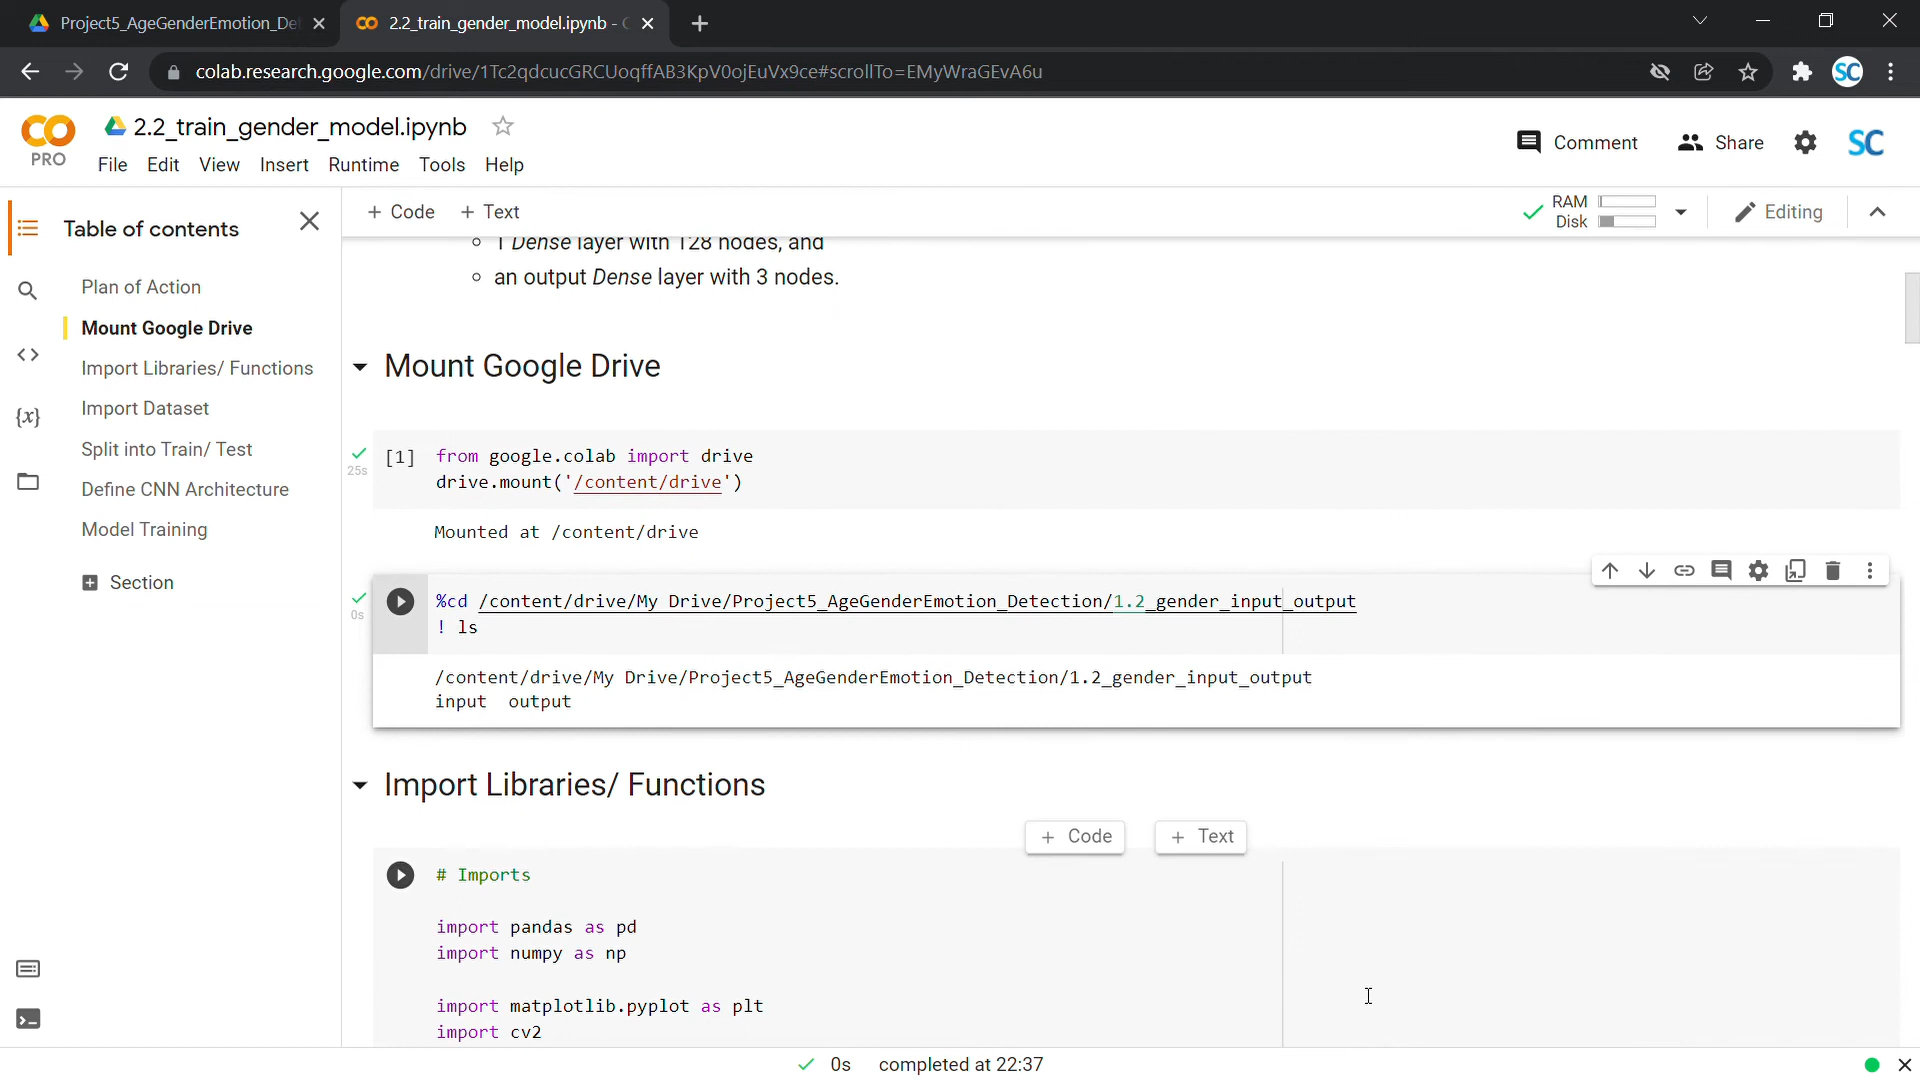 Project5_AgeGenderEmotion_De
2.2_train_gender_model.ipynb - C
colab.research.google.com/drive/1Tc2qdcucGRCUoqffAB3KpV0ojEuVx9ce#scrollTo=EMyWraGEvA6u
SC
PRO
2.2_train_gender_model.ipynb
File Edit View Insert Runtime Tools Help
Comment
Share
SC
Table of contents
Plan of Action
Mount Google Drive
Import Libraries/ Functions
Import Dataset
Split into Train/ Test
Define CNN Architecture
Model Training
Section
{x}
+ Code + Text
RAM
Disk
Editing
1 Dense layer with 128 nodes, and
an output Dense layer with 3 nodes.
Mount Google Drive
25s
[1] from google.colab import drive
drive.mount('/content/drive')
Mounted at /content/drive
0s
%cd /content/drive/My Drive/Project5_AgeGenderEmotion_Detection/1.2_gender_input_output
! ls
/content/drive/My Drive/Project5_AgeGenderEmotion_Detection/1.2_gender_input_output
input output
Import Libraries/ Functions
+ Code + Text
# Imports
import pandas as pd
import numpy as np
import matplotlib.pyplot as plt
import cv2
0s completed at 22:37